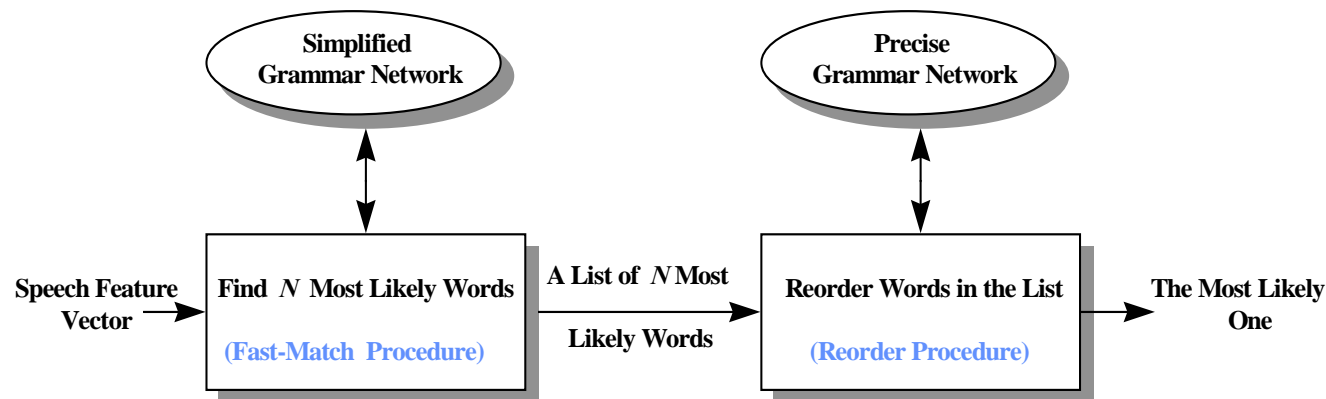 Simplified
Grammar Network
Precise
Grammar Network
Speech Feature
Vector
Find N Most Likely Words
(Fast-Match Procedure)
A List of N Most
Likely Words
Reorder Words in the List
(Reorder Procedure)
The Most Likely
One